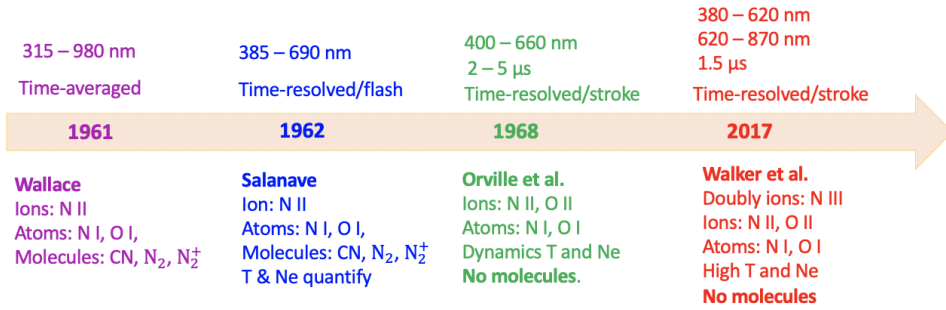 315 – 980 nm
Time-averaged
385 – 690 nm
Time-resolved/flash
400 – 660 nm
2 – 5 μs
Time-resolved/stroke
380 – 620 nm
620 – 870 nm
1.5 μs
Time-resolved/stroke
1961
1962
1968
2017
Wallace
Ions: N II
Atoms: N I, O I,
Molecules: CN, N₂, N₂⁺
Salanave
Ion: N II
Atoms: N I, O I,
Molecules: CN, N₂, N₂⁺
T & Ne quantify
Orville et al.
Ions: N II, O II
Atoms: N I, O I
Dynamics T and Ne
No molecules.
Walker et al.
Doubly ions: N III
Ions: N II, O II
Atoms: N I, O I
High T and Ne
No molecules